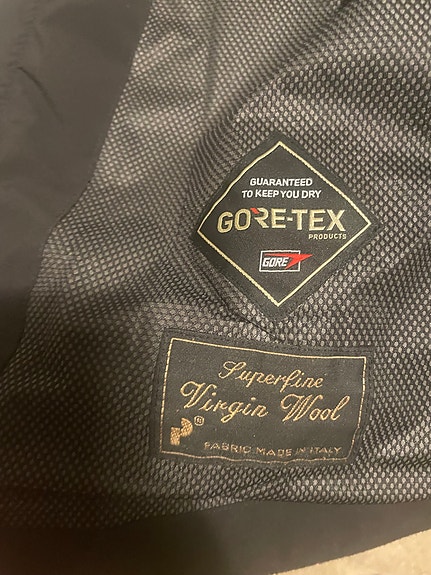 GUARANTEED
TO KEEP YOU DRY
GORE-TEX
PRODUCTS
GORE
Superfine
Virgin Wool
P®
FABRIC MADE IN ITALY